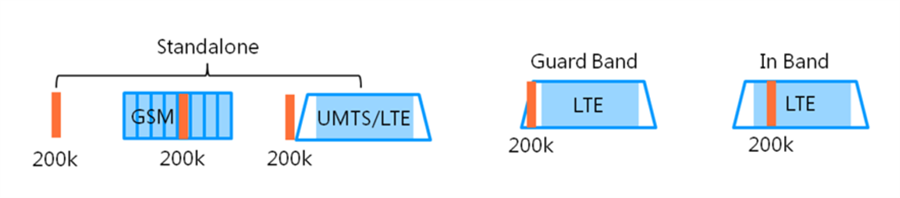 Standalone
GSM
UMTS/LTE
200k
200k
200k
Guard Band
LTE
200k
In Band
LTE
200k